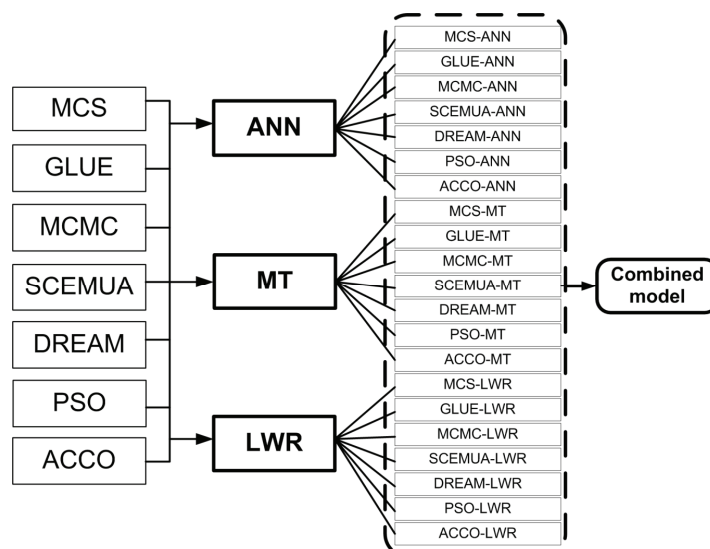 MCS
GLUE
MCMC
SCEMUA
DREAM
PSO
ACCO
ANN
MT
LWR
MCS-ANN
GLUE-ANN
MCMC-ANN
SCEMUA-ANN
DREAM-ANN
PSO-ANN
ACCO-ANN
MCS-MT
GLUE-MT
MCMC-MT
SCEMUA-MT
DREAM-MT
PSO-MT
ACCO-MT
MCS-LWR
GLUE-LWR
MCMC-LWR
SCEMUA-LWR
DREAM-LWR
PSO-LWR
ACCO-LWR
Combined
model